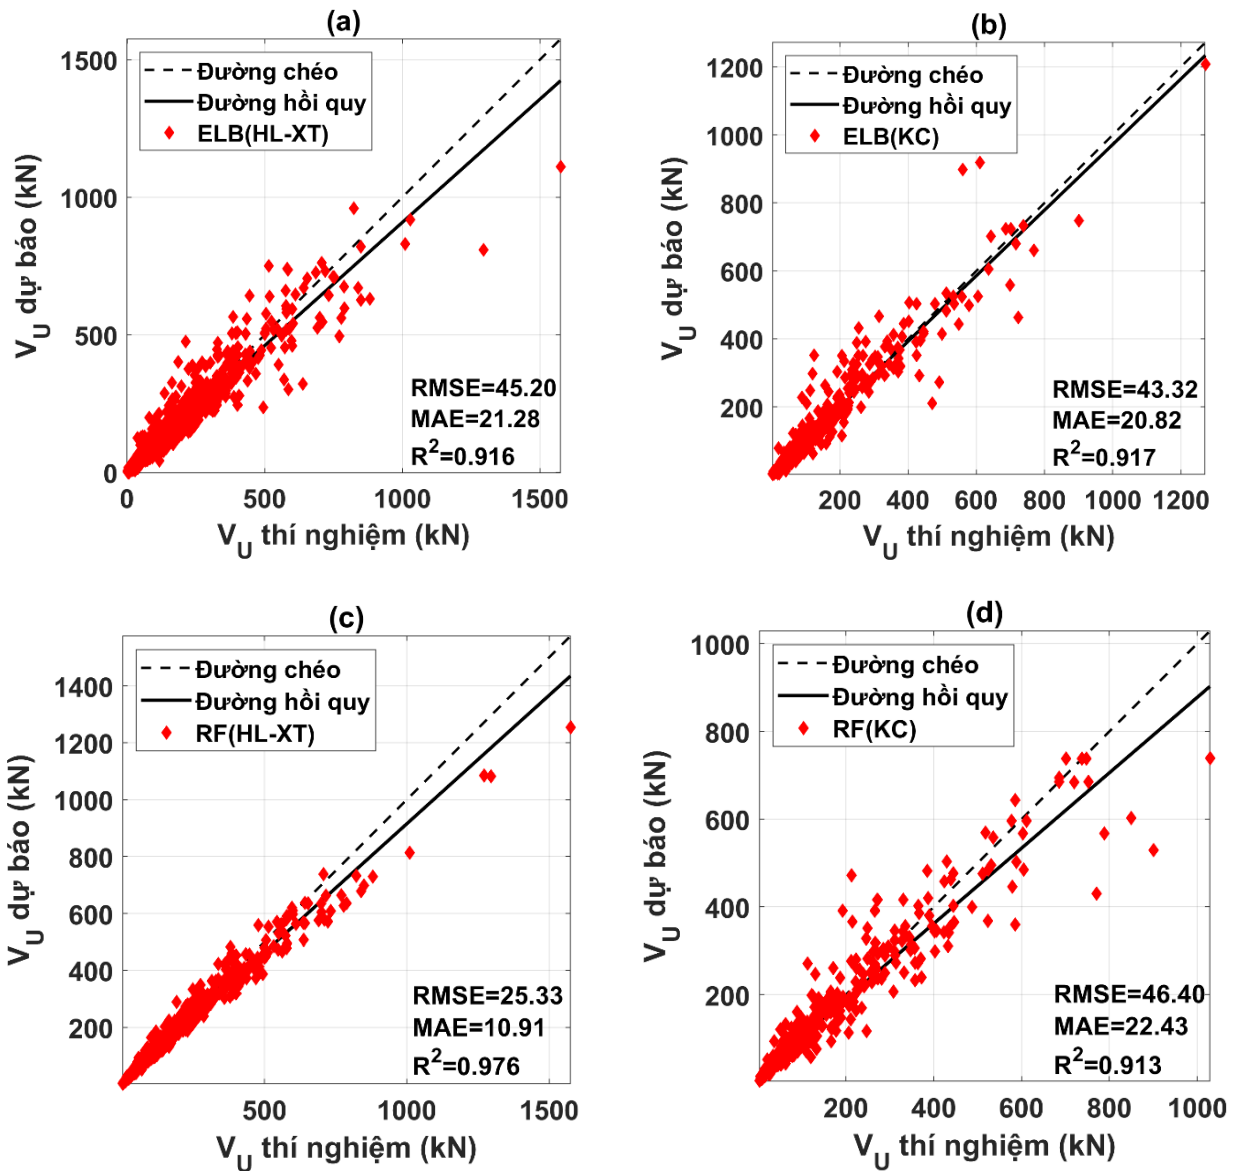 (a)
1500
1000
500
0
0
500
1000
1500
V_U dự báo (kN)
V_U thí nghiệm (kN)
Đường chéo
Đường hồi quy
ELB(HL-XT)
RMSE=45.20
MAE=21.28
R²=0.916
(b)
1200
1000
800
600
400
200
200
400
600
800
1000
1200
V_U dự báo (kN)
V_U thí nghiệm (kN)
Đường chéo
Đường hồi quy
ELB(KC)
RMSE=43.32
MAE=20.82
R²=0.917
(c)
1400
1200
1000
800
600
400
200
500
1000
1500
V_U dự báo (kN)
V_U thí nghiệm (kN)
Đường chéo
Đường hồi quy
RF(HL-XT)
RMSE=25.33
MAE=10.91
R²=0.976
(d)
1000
800
600
400
200
200
400
600
800
1000
V_U dự báo (kN)
V_U thí nghiệm (kN)
Đường chéo
Đường hồi quy
RF(KC)
RMSE=46.40
MAE=22.43
R²=0.913